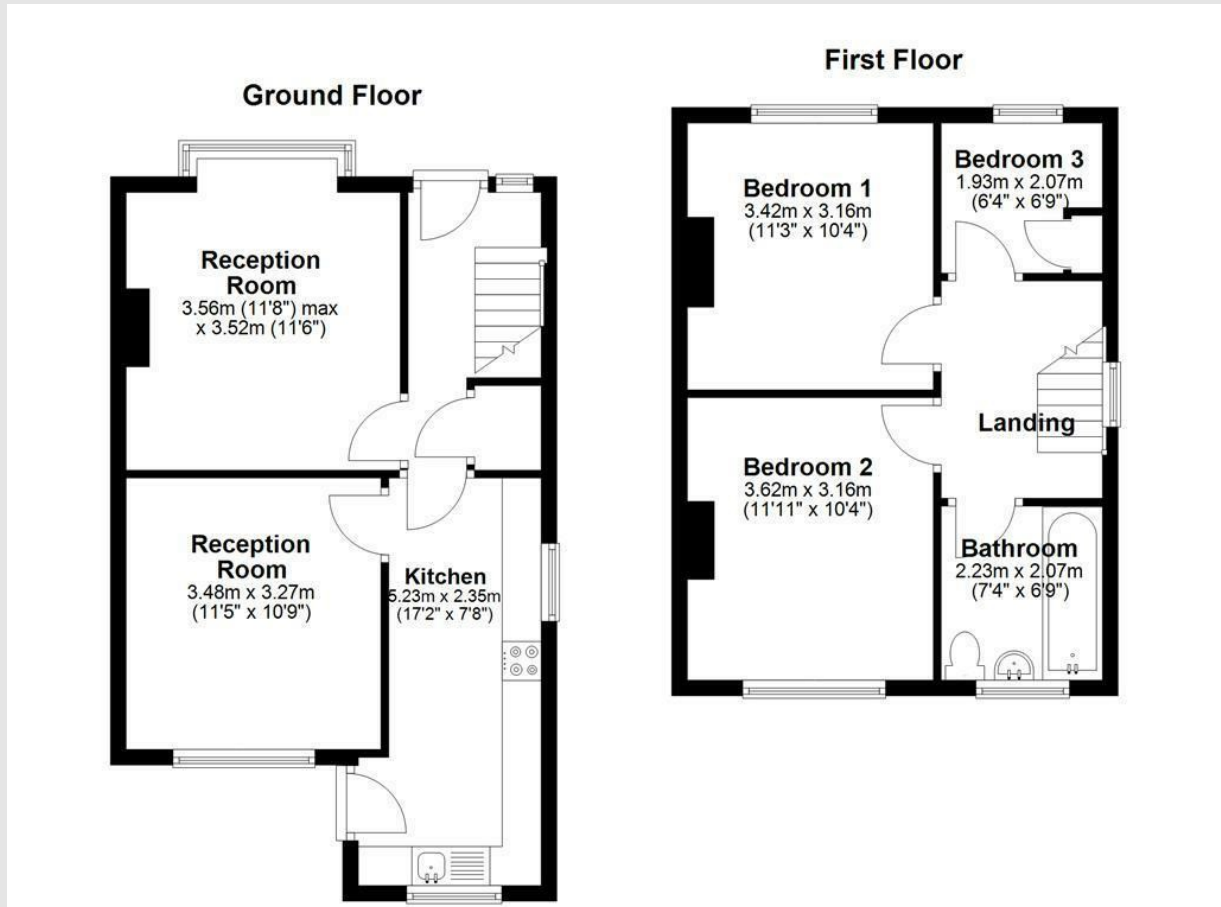 Ground Floor
Reception
Room
3.56m (11'8") max
x 3.52m (11'6")
Reception
Room
3.48m x 3.27m
(11'5" x 10'9")
Kitchen
5.23m x 2.35m
(17'2" x 7'8")
First Floor
Bedroom 1
3.42m x 3.16m
(11'3" x 10'4")
Bedroom 3
1.93m x 2.07m
(6'4" x 6'9")
Landing
Bedroom 2
3.62m x 3.16m
(11'11" x 10'4")
Bathroom
2.23m x 2.07m
(7'4" x 6'9")